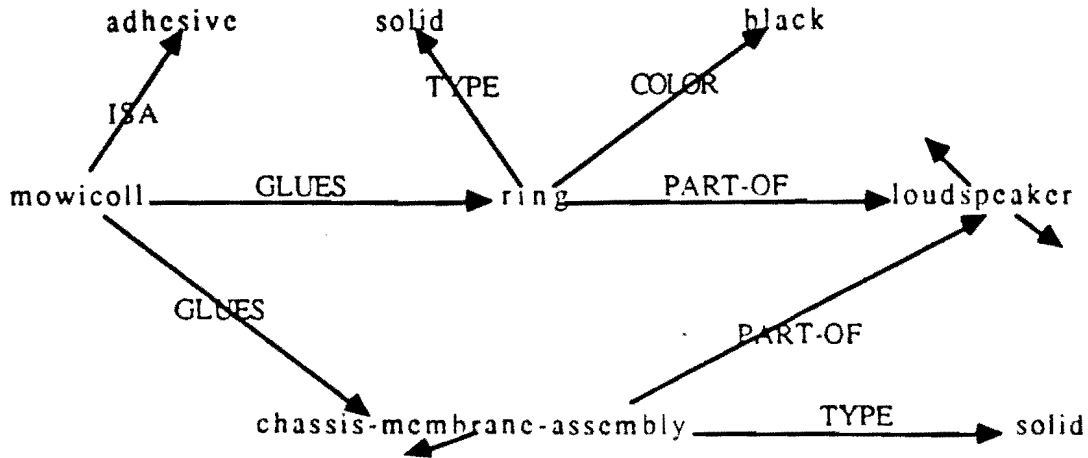 adhesive solid black
TYPE COLOR
ISA
mowicoll GLUES ring PART-OF loudspeaker
GLUES
PART-OF
chassis-membrane-assembly TYPE solid